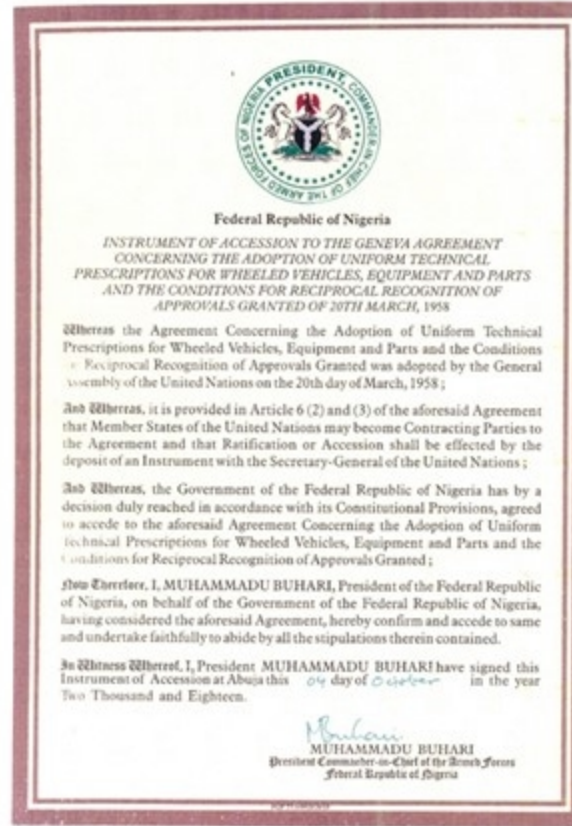 PRESIDENT, COMMANDER-IN-CHIEF OF THE ARMED FORCES OF NIGERIA
Federal Republic of Nigeria
INSTRUMENT OF ACCESSION TO THE GENEVA AGREEMENT
CONCERNING THE ADOPTION OF UNIFORM TECHNICAL
PRESCRIPTIONS FOR WHEELED VEHICLES, EQUIPMENT AND PARTS
AND THE CONDITIONS FOR RECIPROCAL RECOGNITION OF
APPROVALS GRANTED OF 20TH MARCH, 1958
Whereas the Agreement Concerning the Adoption of Uniform Technical
Prescriptions for Wheeled Vehicles, Equipment and Parts and the Conditions
Reciprocal Recognition of Approvals Granted was adopted by the General
Assembly of the United Nations on the 20th day of March, 1958 ;
And Whereas, it is provided in Article 6 (2) and (3) of the aforesaid Agreement
that Member States of the United Nations may become Contracting Parties to
the Agreement and that Ratification or Accession shall be effected by the
deposit of an Instrument with the Secretary-General of the United Nations ;
And Whereas, the Government of the Federal Republic of Nigeria has by a
decision duly reached in accordance with its Constitutional Provisions, agreed
to accede to the aforesaid Agreement Concerning the Adoption of Uniform
Technical Prescriptions for Wheeled Vehicles, Equipment and Parts and the
Conditions for Reciprocal Recognition of Approvals Granted ;
Now Therefore, I, MUHAMMADU BUHARI, President of the Federal Republic
of Nigeria, on behalf of the Government of the Federal Republic of Nigeria,
having considered the aforesaid Agreement, hereby confirm and accede to same
and undertake faithfully to abide by all the stipulations therein contained.
In Witness Whereof, I, President MUHAMMADU BUHARI have signed this
Instrument of Accession at Abuja this 04 day of October in the year
Two Thousand and Eighteen.
MBuhari
MUHAMMADU BUHARI
President Commander-in-Chief of the Armed Forces
Federal Republic of Nigeria